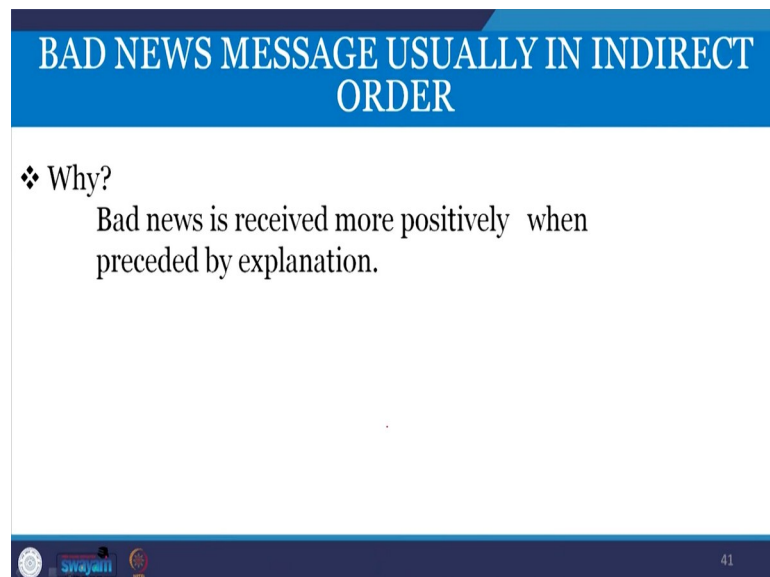 BAD NEWS MESSAGE USUALLY IN INDIRECT
ORDER
❖ Why?
Bad news is received more positively when
preceded by explanation.
swayam
41